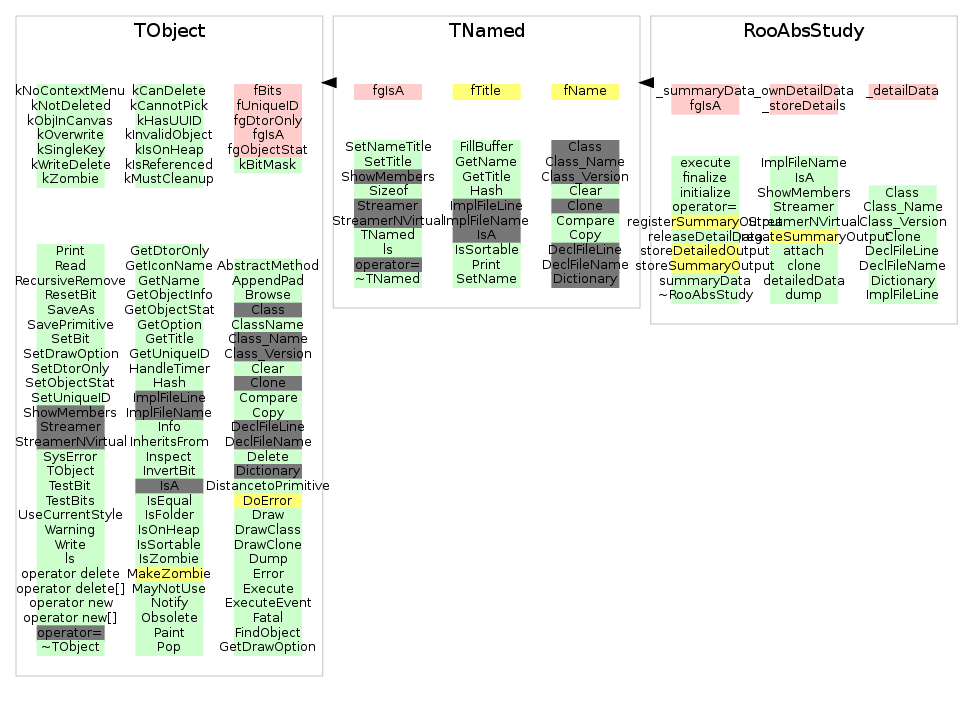 TObject
kNoContextMenu kCanDelete fBits
kNotDeleted kCannotPick fUniqueID
kObjInCanvas kHasUUID fgDtorOnly
kOverwrite kInvalidObject fgIsA
kSingleKey kIsOnHeap fgObjectStat
kWriteDelete kIsReferenced kBitMask
kZombie kMustCleanup
Print GetDtorOnly
Read GetIconName AbstractMethod
RecursiveRemove GetName AppendPad
ResetBit GetObjectInfo Browse
SaveAs GetObjectStat Class
SavePrimitive GetOption ClassName
SetBit GetTitle Class_Name
SetDrawOption GetUniqueID Class_Version
SetDtorOnly HandleTimer Clear
SetObjectStat Hash Clone
SetUniqueID ImplFileLine Compare
ShowMembers ImplFileName Copy
Streamer Info DeclFileLine
StreamerNVirtual InheritsFrom DeclFileName
SysError Inspect Delete
TObject InvertBit Dictionary
TestBit IsA DistancetoPrimitive
TestBits IsEqual DoError
UseCurrentStyle IsFolder Draw
Warning IsOnHeap DrawClass
Write IsSortable DrawClone
ls IsZombie Dump
operator delete MakeZombie Error
operator delete[] MayNotUse Execute
operator new Notify ExecuteEvent
operator new[] Obsolete Fatal
operator= Paint FindObject
~TObject Pop GetDrawOption
TNamed
fgIsA fTitle fName
SetNameTitle FillBuffer Class
SetTitle GetName Class_Name
ShowMembers GetTitle Class_Version
Sizeof Hash Clear
Streamer ImplFileLine Clone
StreamerNVirtual ImplFileName Compare
TNamed IsA Copy
ls IsSortable DeclFileLine
operator= Print DeclFileName
~TNamed SetName Dictionary
RooAbsStudy
_summaryData _ownDetailData _detailData
fgIsA _storeDetails
execute ImplFileName
finalize IsA
initialize ShowMembers Class
operator= Streamer Class_Name
registerSummaryOutput StreamerNVirtual Class_Version
releaseDetailData aggregateSummaryOutput Clone
storeDetailedOutput attach DeclFileLine
storeSummaryOutput clone DeclFileName
summaryData detailedData Dictionary
~RooAbsStudy dump ImplFileLine